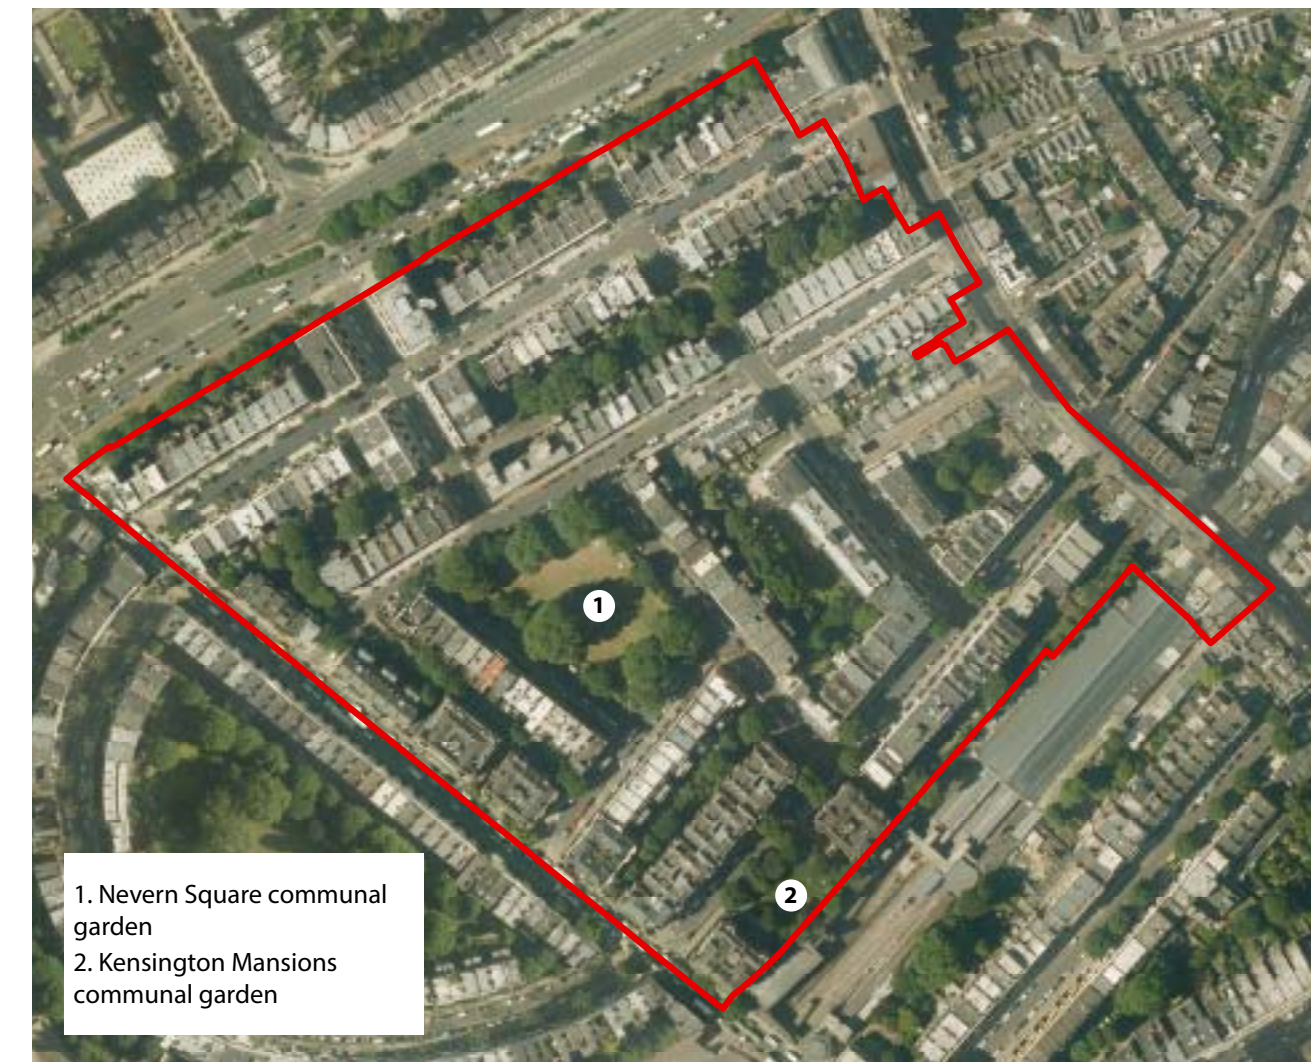 1
2
1. Nevern Square communal
garden
2. Kensington Mansions
communal garden